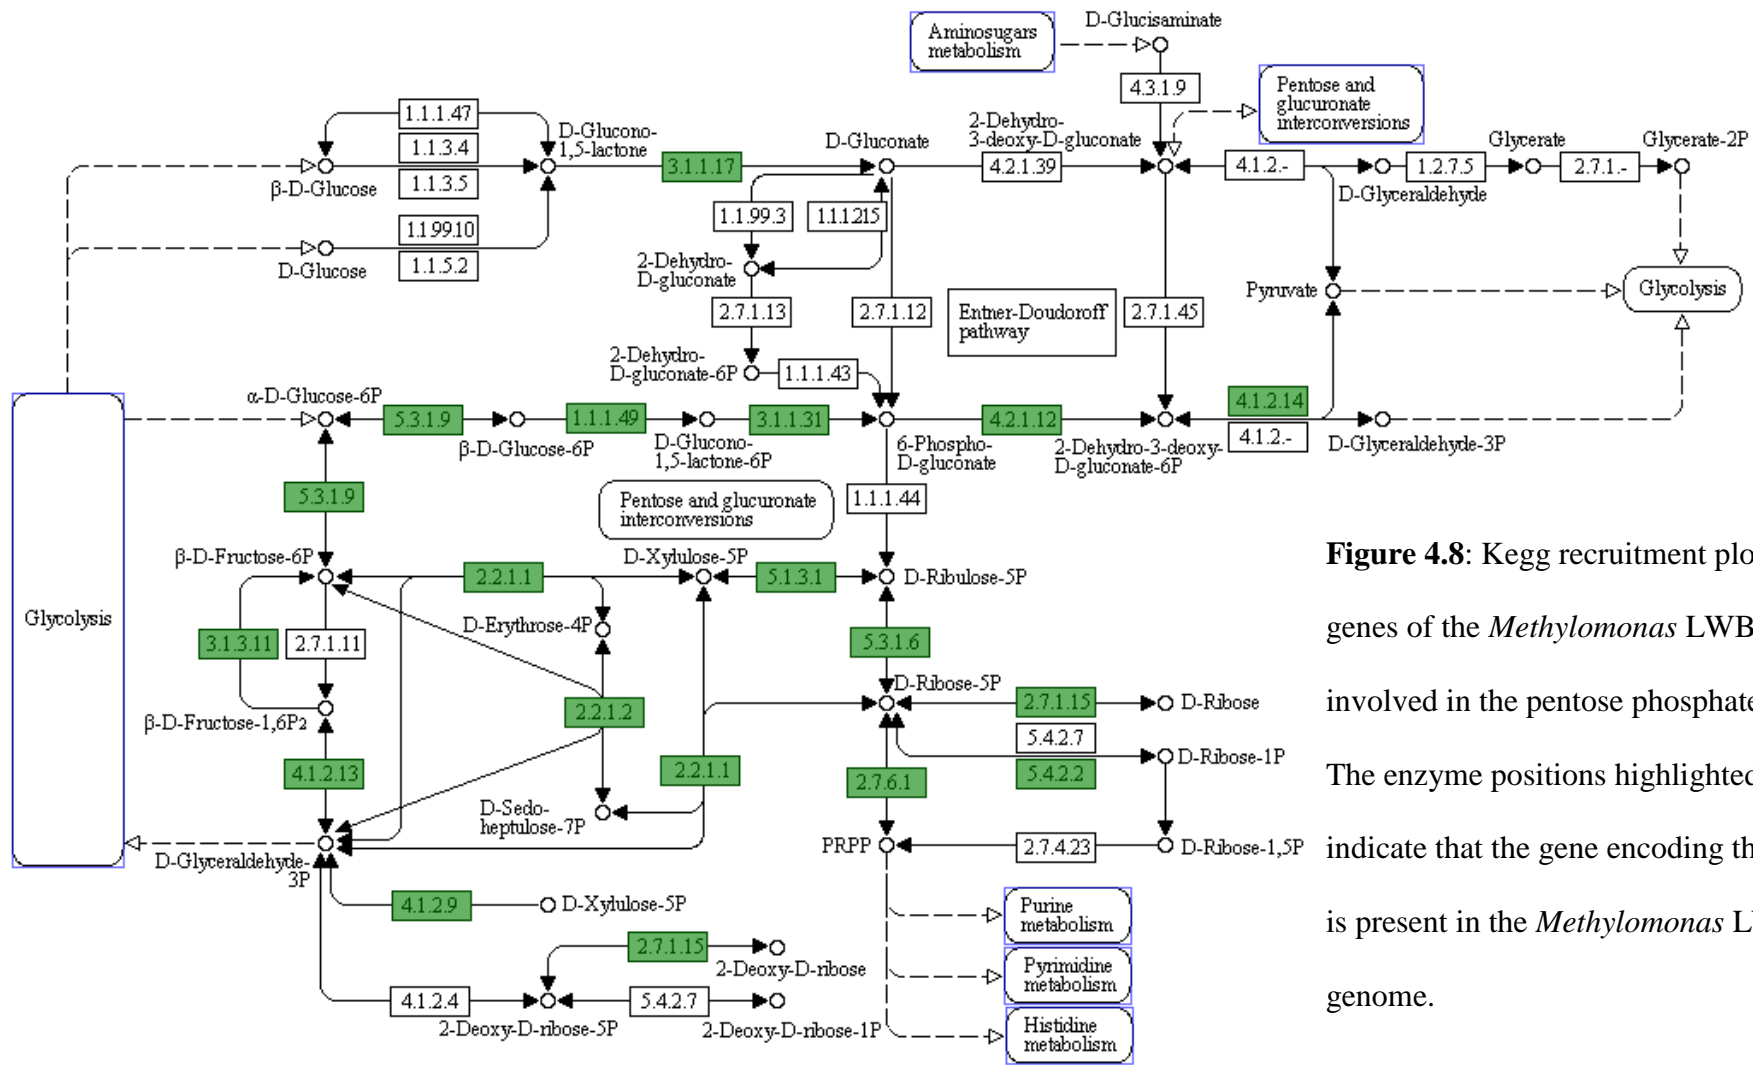 D-Glucisaminate
Aminosugars
metabolism
4.3.1.9
Pentose and
glucuronate
interconversions
1.1.1.47
D-Glucono-
1,5-lactone
1.1.3.4
1.1.3.5
β-D-Glucose
3.1.1.17
D-Gluconate
2-Dehydro-
3-deoxy-D-gluconate
4.2.1.39
4.1.2.-
D-Glyceraldehyde
1.2.7.5
Glycerate
2.7.1.-
Glycerate-2P
1.1.99.3
1.1.1.215
1.1.99.10
D-Glucose
1.1.5.2
2-Dehydro-
D-gluconate
2.7.1.13
2.7.1.12
Entner-Doudoroff
pathway
2.7.1.45
Pyruvate
Glycolysis
2-Dehydro-
D-gluconate-6P
1.1.1.43
α-D-Glucose-6P
5.3.1.9
β-D-Glucose-6P
1.1.1.49
D-Glucono-
1,5-lactone-6P
3.1.1.31
6-Phospho-
D-gluconate
4.2.1.12
2-Dehydro-3-deoxy-
D-gluconate-6P
4.1.2.14
4.1.2.-
D-Glyceraldehyde-3P
5.3.1.9
Pentose and glucuronate
interconversions
1.1.1.44
β-D-Fructose-6P
2.2.1.1
D-Xylulose-5P
5.1.3.1
D-Ribulose-5P
Glycolysis
3.1.3.11
2.7.1.11
D-Erythrose-4P
5.3.1.6
β-D-Fructose-1,6P2
2.2.1.2
D-Ribose-5P
2.7.1.15
D-Ribose
5.4.2.7
5.4.2.2
D-Ribose-1P
4.1.2.13
2.2.1.1
2.7.6.1
D-Sedo-
heptulose-7P
D-Glyceraldehyde-
3P
PRPP
2.7.4.23
D-Ribose-1,5P
4.1.2.9
D-Xylulose-5P
Purine
metabolism
2.7.1.15
2-Deoxy-D-ribose
Pyrimidine
metabolism
4.1.2.4
2-Deoxy-D-ribose-5P
5.4.2.7
2-Deoxy-D-ribose-1P
Histidine
metabolism
Figure 4.8: Kegg recruitment plo
genes of the Methylomonas LWB
involved in the pentose phosphate
The enzyme positions highlighted
indicate that the gene encoding th
is present in the Methylomonas L
genome.